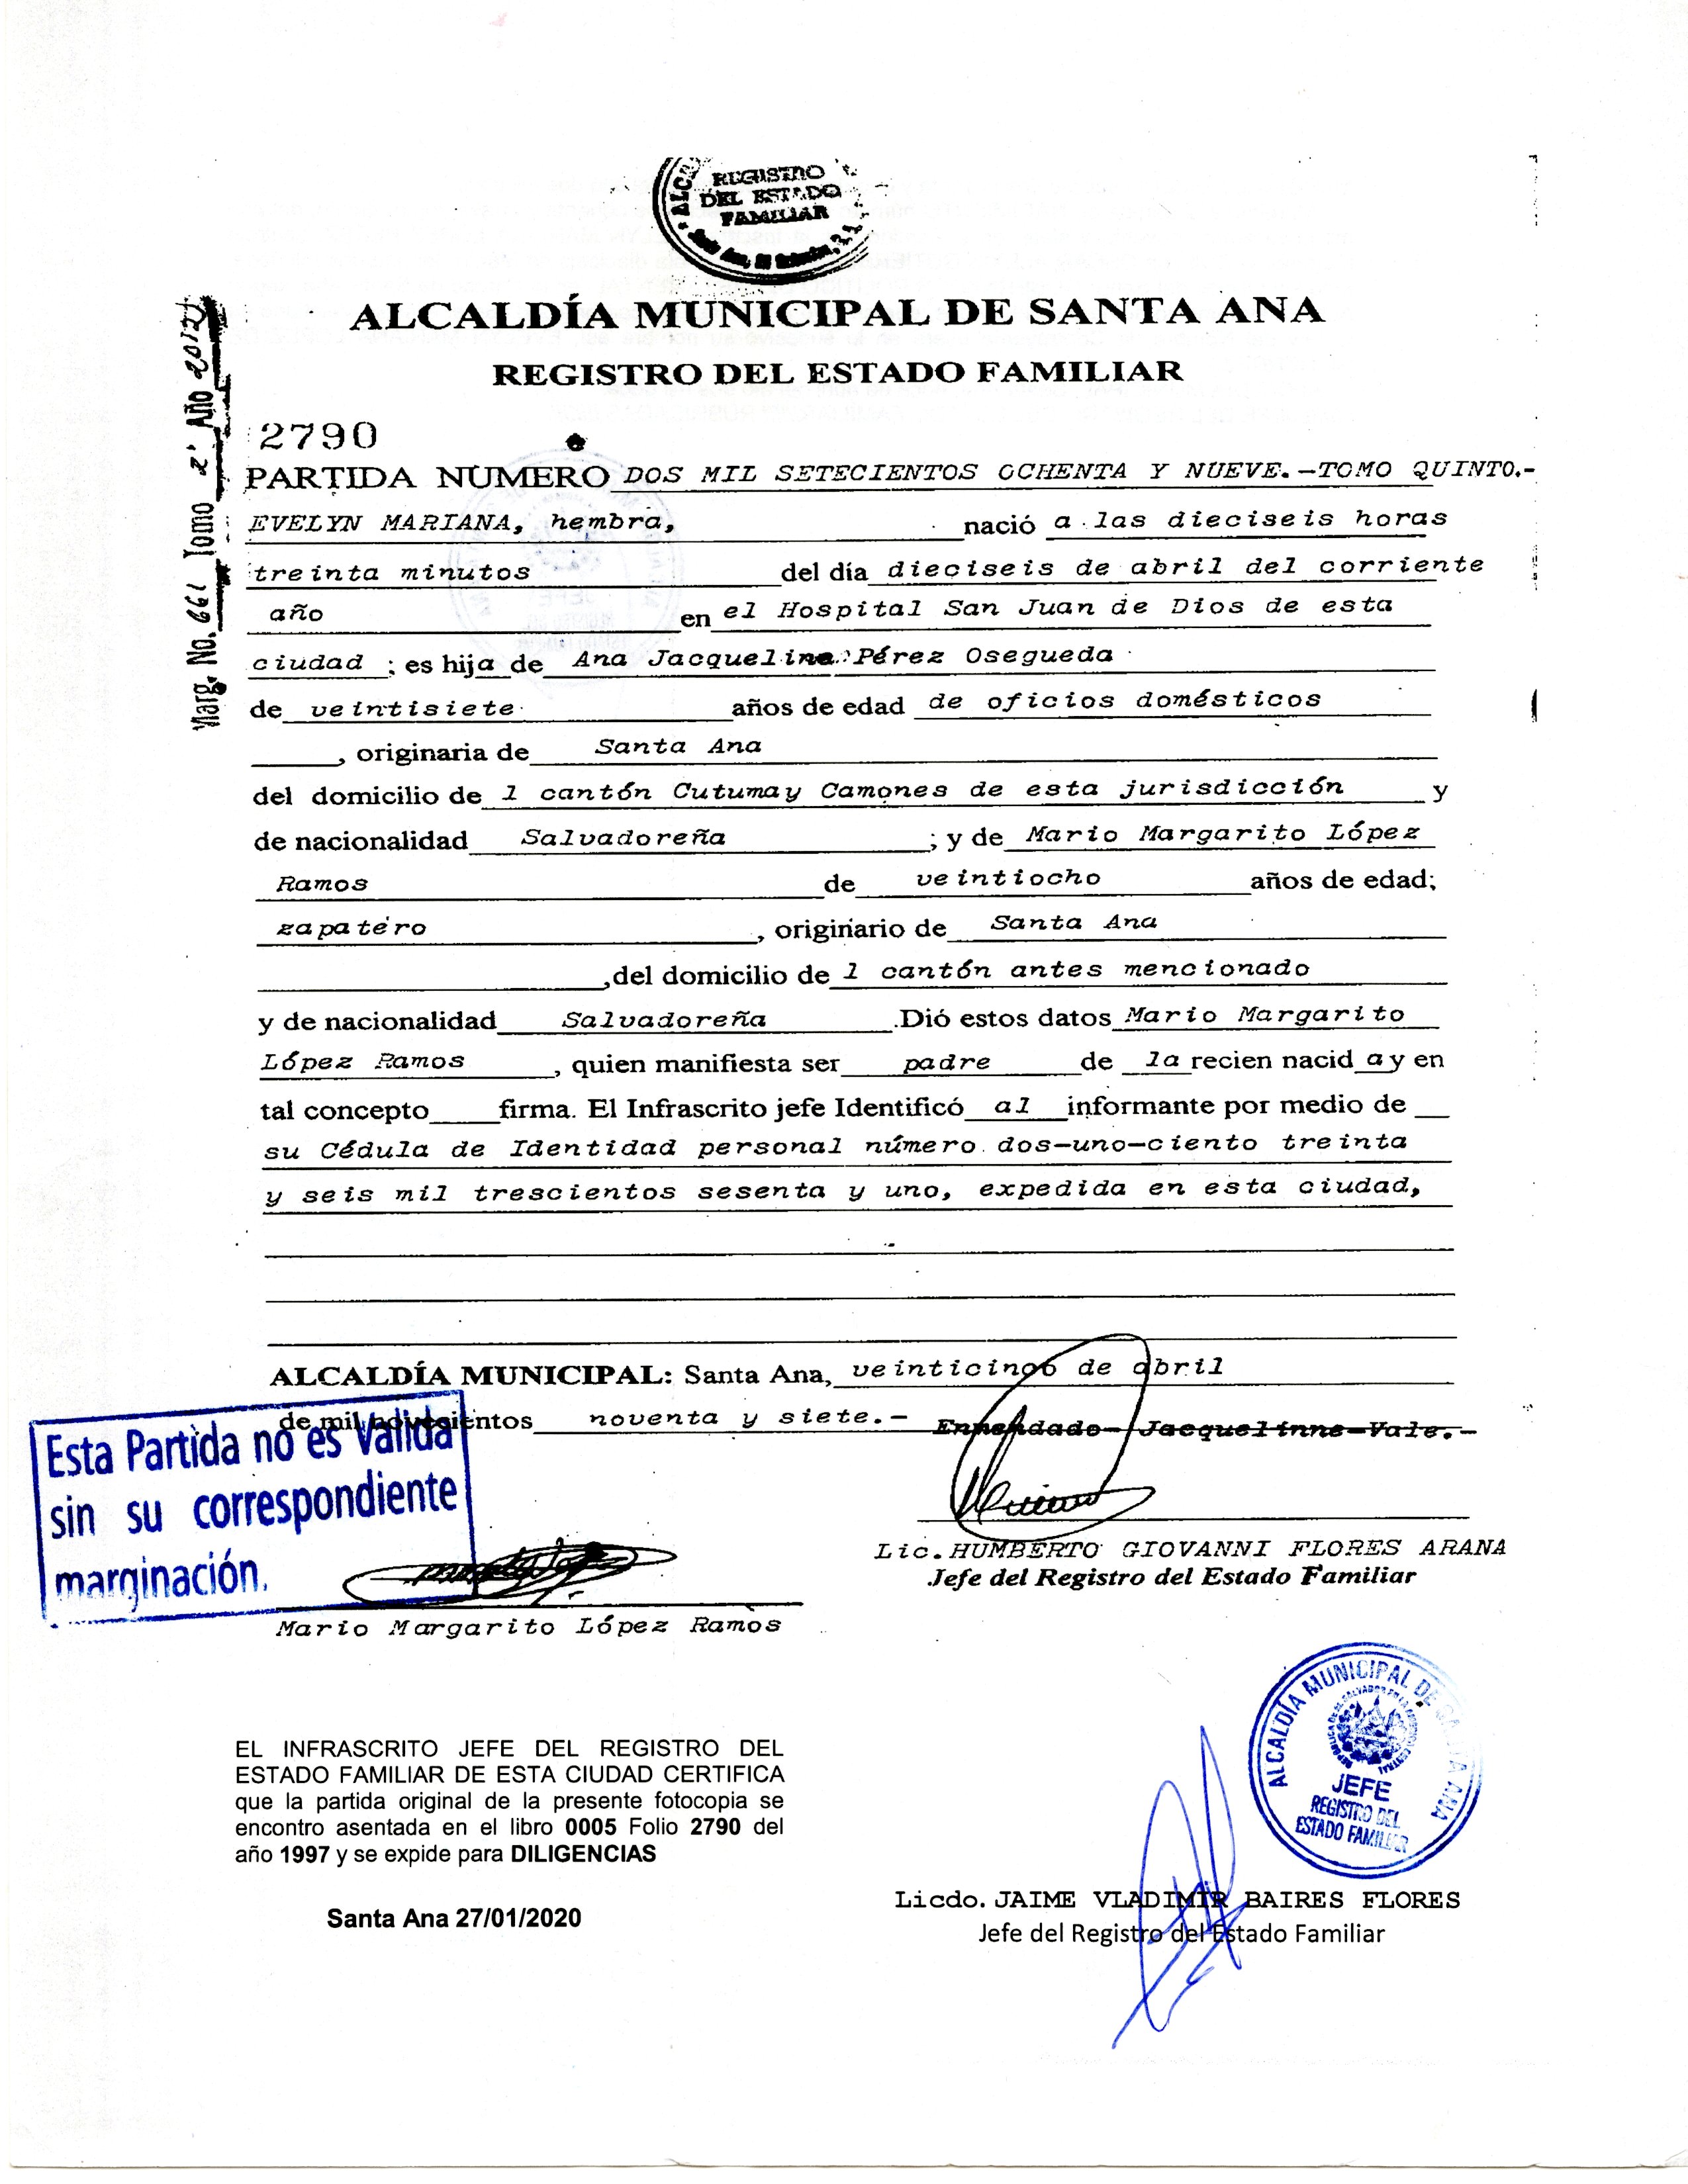 REGISTRO
DEL ESTADO
FAMILIAR
ALCALDÍA MUNICIPAL DE SANTA ANA
REGISTRO DEL ESTADO FAMILIAR
Marg. No. 661 Tomo 2' Año
2790
PARTIDA NUMERO DOS MIL SETECIENTOS OCHENTA Y NUEVE.-TOMO QUINTO.-
EVELYN MARIANA, hembra, nació a las dieciseis horas
treinta minutos del día dieciseis de abril del corriente
año en el Hospital San Juan de Dios de esta
ciudad ; es hija de Ana Jacqueline Pérez Osegueda
de veintisiete años de edad de oficios domésticos
, originaria de Santa Ana
del domicilio de l cantón Cutumay Camones de esta jurisdicción y
de nacionalidad Salvadoreña ; y de Mario Margarito López
Ramos de veintiocho años de edad;
zapatero , originario de Santa Ana
,del domicilio de l cantón antes mencionado
y de nacionalidad Salvadoreña .Dió estos datos Mario Margarito
López Ramos , quien manifiesta ser padre de la recien nacid a y en
tal concepto firma. El Infrascrito jefe Identificó al informante por medio de
su Cédula de Identidad personal número dos-uno-ciento treinta
y seis mil trescientos sesenta y uno, expedida en esta ciudad,
ALCALDÍA MUNICIPAL: Santa Ana, veinticinco de abril
de mil novecientos noventa y siete.- Enmendado-Jacquelinne-Vale.-
Esta Partida no es Valida
sin su correspondiente
marginación.
Lic. HUMBERTO GIOVANNI FLORES ARANA
Jefe del Registro del Estado Familiar
Mario Margarito López Ramos
ALCALDÍA MUNICIPAL DE SANTA ANA
JEFE
REGISTRO DEL
ESTADO FAMILIAR
EL INFRASCRITO JEFE DEL REGISTRO DEL
ESTADO FAMILIAR DE ESTA CIUDAD CERTIFICA
que la partida original de la presente fotocopia se
encontro asentada en el libro 0005 Folio 2790 del
año 1997 y se expide para DILIGENCIAS
Santa Ana 27/01/2020
Licdo. JAIME VLADIMIR BAIRES FLORES
Jefe del Registro del Estado Familiar